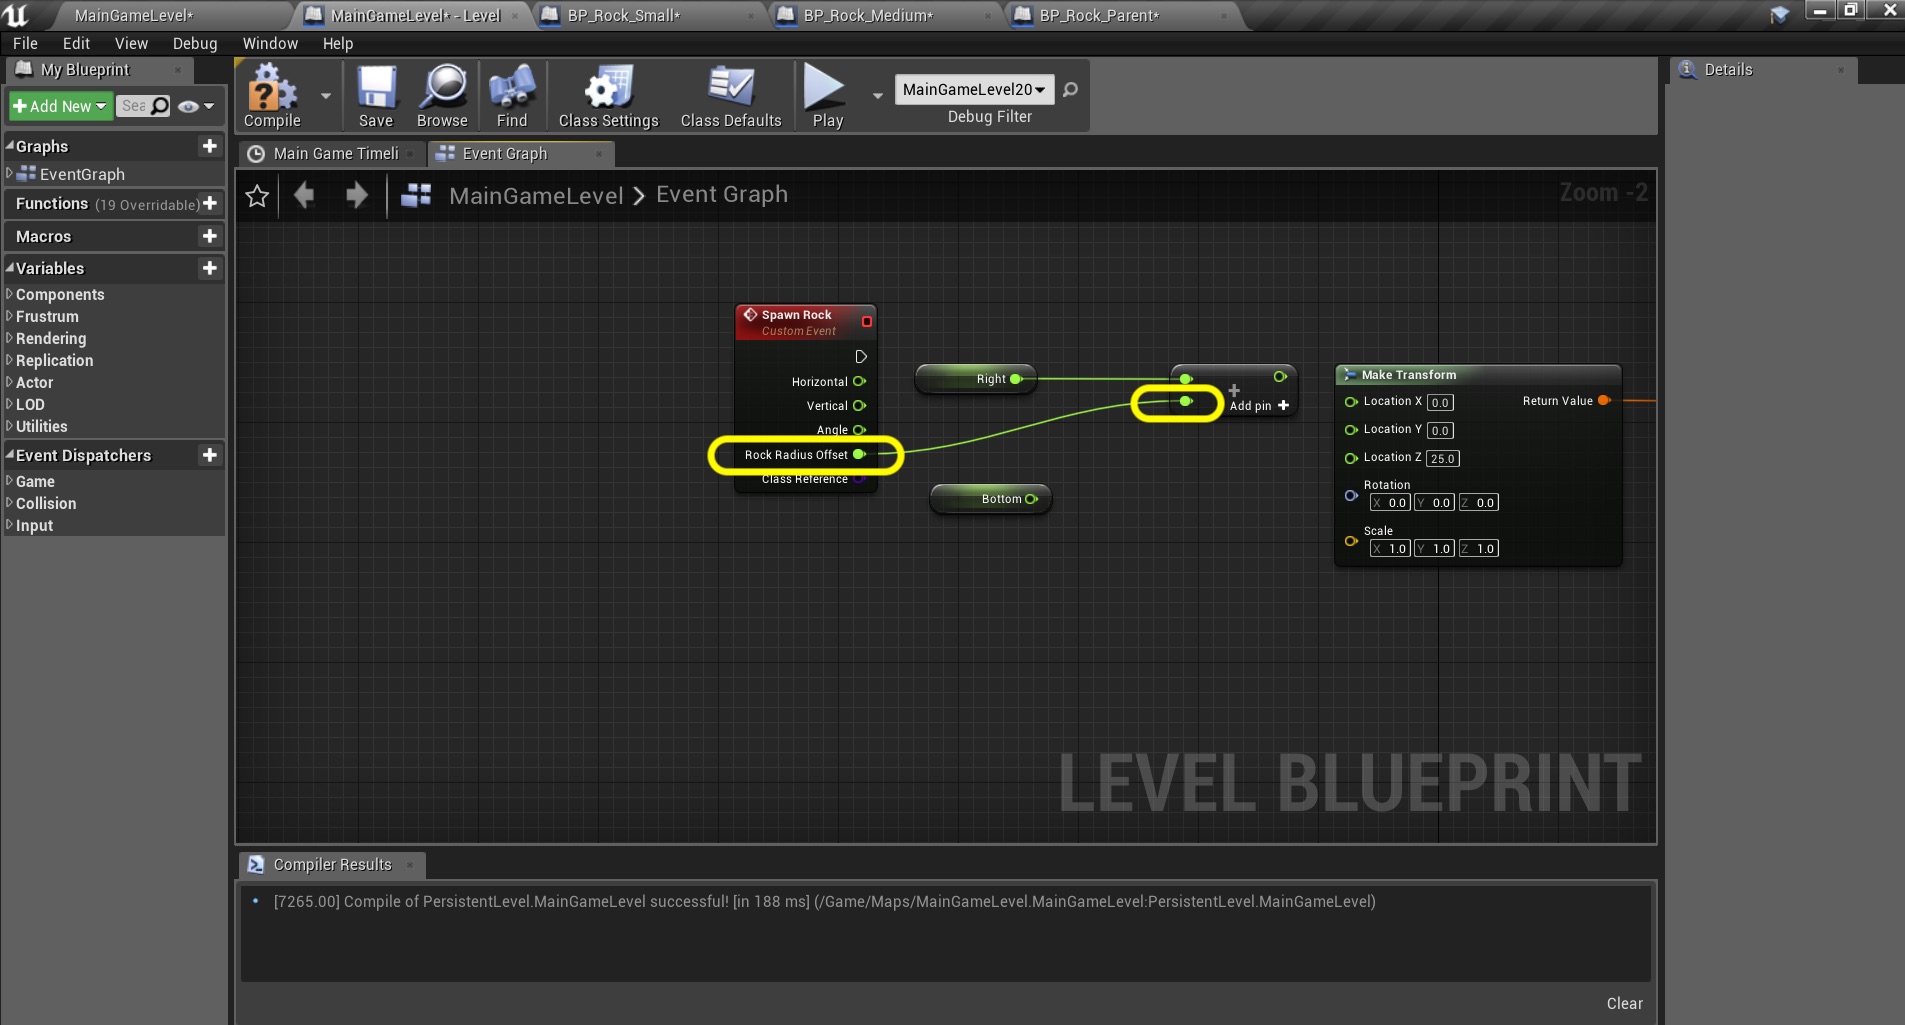 MainGameLevel*
MainGameLevel* - Level
BP_Rock_Small*
BP_Rock_Medium*
BP_Rock_Parent*
File Edit View Debug Window Help
My Blueprint
Add New
Sea
Graphs
EventGraph
Functions (19 Overridable)
Macros
Variables
Components
Frustrum
Rendering
Replication
Actor
LOD
Utilities
Event Dispatchers
Game
Collision
Input
Compile
Save
Browse
Find
Class Settings
Class Defaults
Play
MainGameLevel20
Debug Filter
Main Game Timeli
Event Graph
MainGameLevel > Event Graph
Zoom -2
Spawn Rock
Custom Event
Horizontal
Vertical
Angle
Rock Radius Offset
Class Reference
Right
Bottom
Add pin
Make Transform
Location X 0.0
Return Value
Location Y 0.0
Location Z 25.0
Rotation
X 0.0 Y 0.0 Z 0.0
Scale
X 1.0 Y 1.0 Z 1.0
LEVEL BLUEPRINT
Compiler Results
[7265.00] Compile of PersistentLevel.MainGameLevel successful! [in 188 ms] (/Game/Maps/MainGameLevel.MainGameLevel:PersistentLevel.MainGameLevel)
Clear
Details